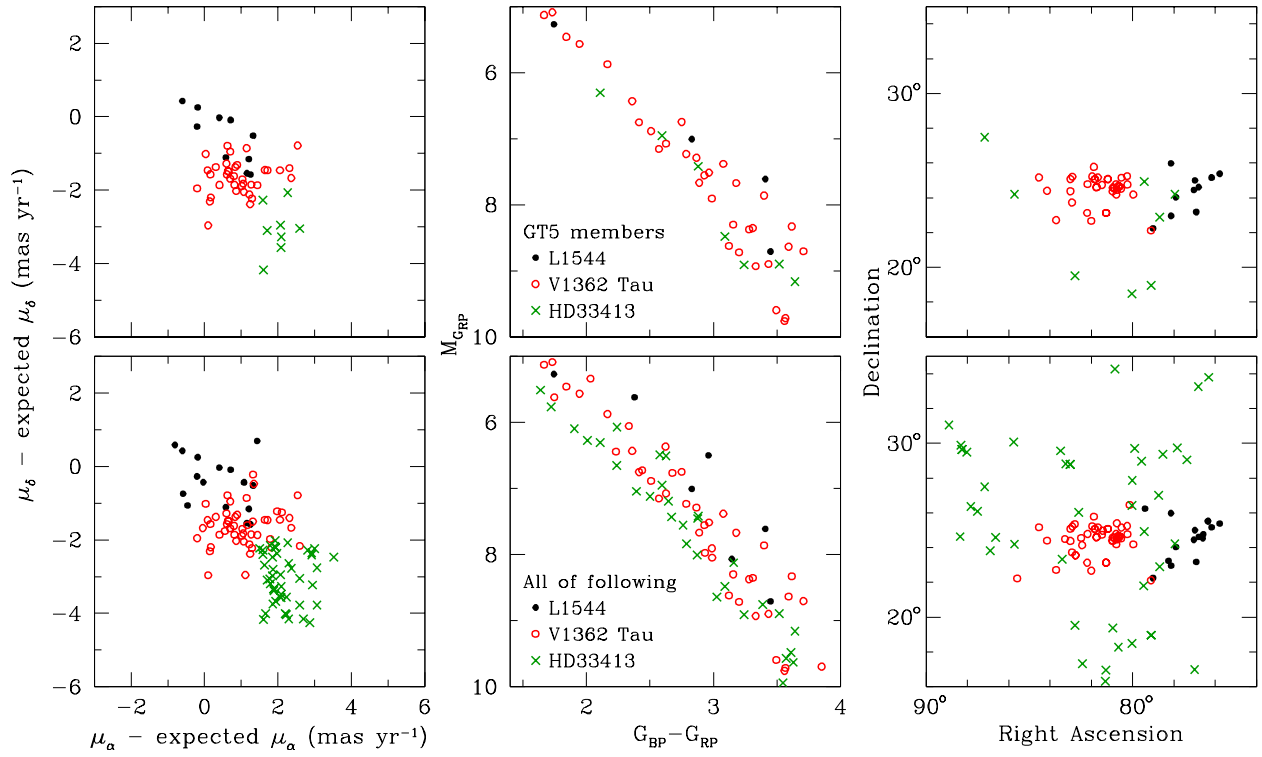 2
0
−2
−4
−6
μδ − expected μδ (mas yr⁻¹)
2
0
−2
−4
−6
−2 0 2 4 6
μα − expected μα (mas yr⁻¹)
6
8
10
M_GRP
GT5 members
L1544
V1362 Tau
HD33413
6
8
10
All of following
L1544
V1362 Tau
HD33413
2 3 4
G_BP−G_RP
30°
20°
Declination
30°
20°
90° 80°
Right Ascension